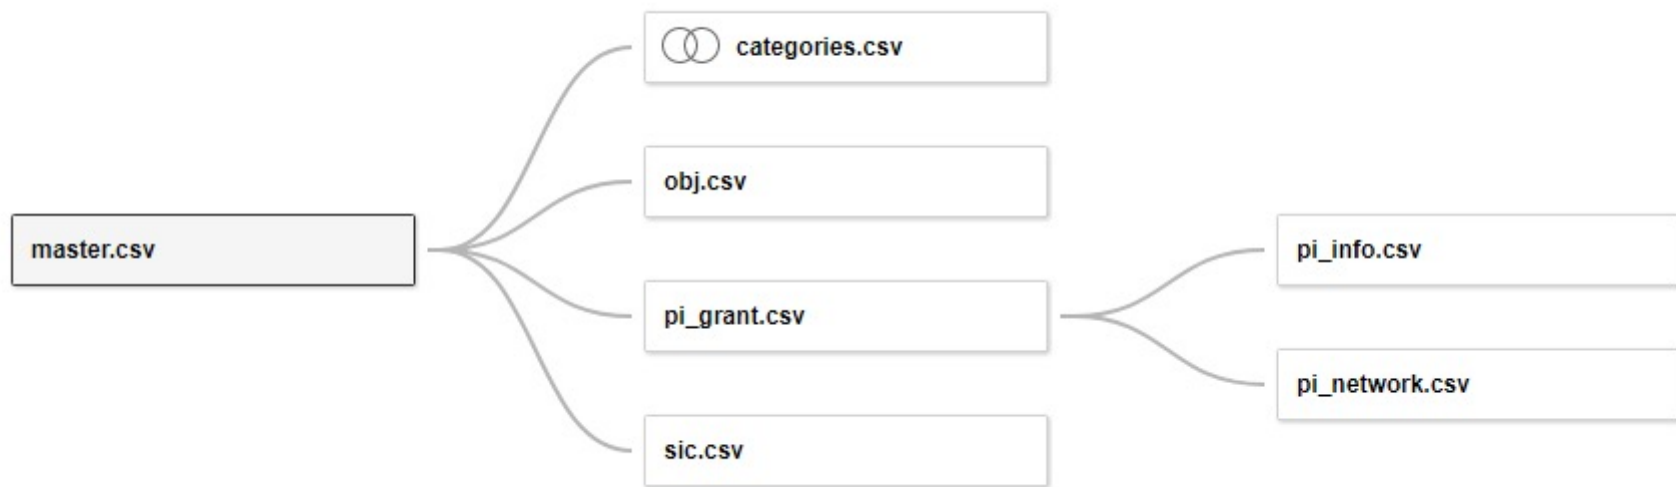 categories.csv
obj.csv
master.csv
pi_info.csv
pi_grant.csv
pi_network.csv
sic.csv